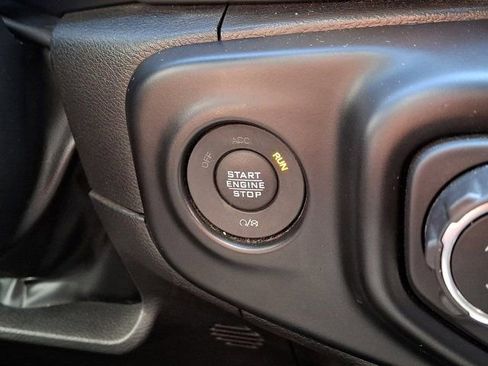 OFF ACC RUN
START
ENGINE
STOP